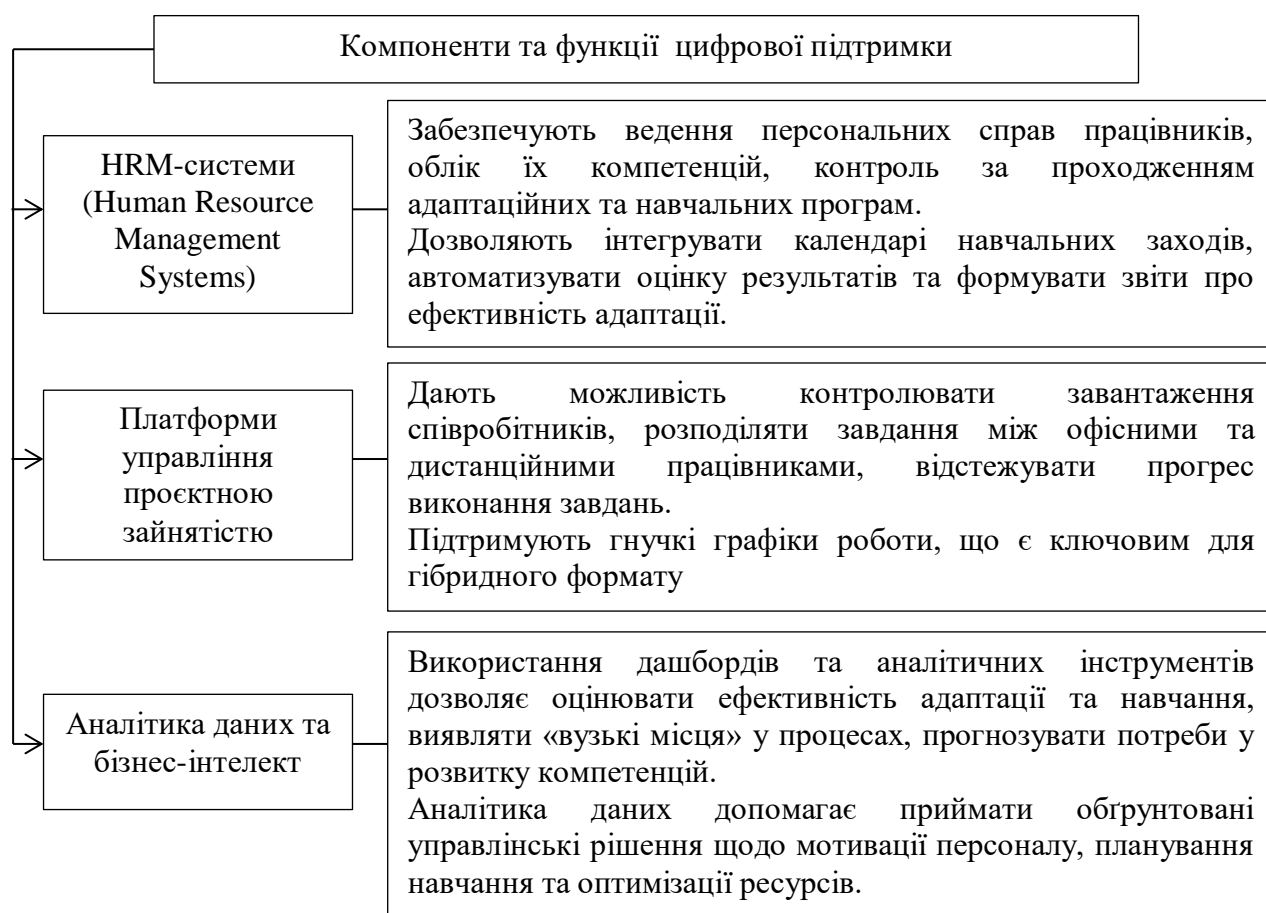 Компоненти та функції цифрової підтримки
HRM-системи
(Human Resource
Management
Systems)
Забезпечують ведення персональних справ працівників,
облік їх компетенцій, контроль за проходженням
адаптаційних та навчальних програм.
Дозволяють інтегрувати календарі навчальних заходів,
автоматизувати оцінку результатів та формувати звіти про
ефективність адаптації.
Платформи
управління
проєктною
зайнятістю
Дають можливість контролювати завантаження
співробітників, розподіляти завдання між офісними та
дистанційними працівниками, відстежувати прогрес
виконання завдань.
Підтримують гнучкі графіки роботи, що є ключовим для
гібридного формату
Аналітика даних та
бізнес-інтелект
Використання дашбордів та аналітичних інструментів
дозволяє оцінювати ефективність адаптації та навчання,
виявляти «вузькі місця» у процесах, прогнозувати потреби у
розвитку компетенцій.
Аналітика даних допомагає приймати обґрунтовані
управлінські рішення щодо мотивації персоналу, планування
навчання та оптимізації ресурсів.